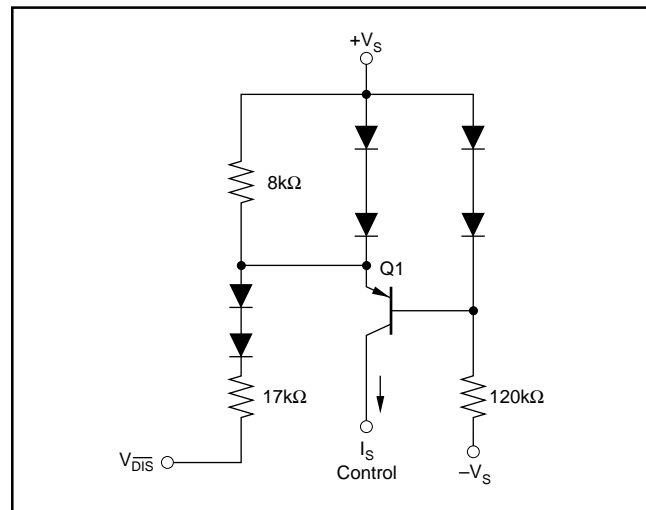 +VS
8kΩ
Q1
17kΩ
120kΩ
VDIS
IS
Control
–VS